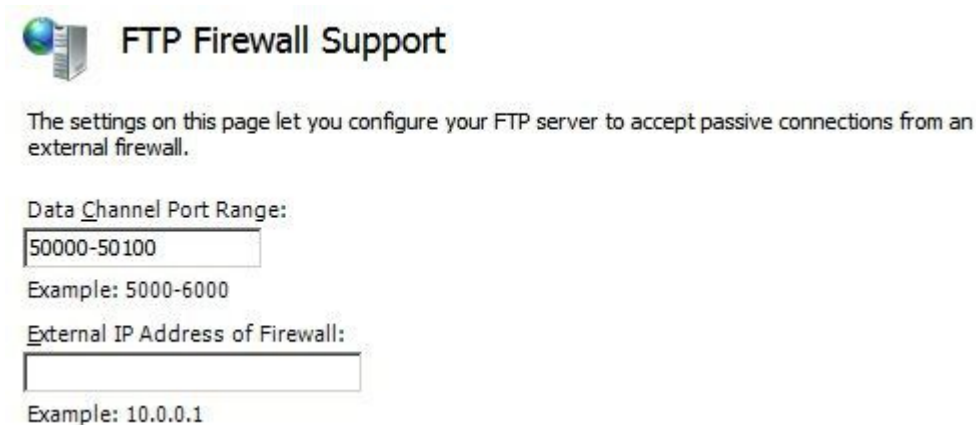 FTP Firewall Support
The settings on this page let you configure your FTP server to accept passive connections from an
external firewall.
Data Channel Port Range:
50000-50100
Example: 5000-6000
External IP Address of Firewall:
Example: 10.0.0.1